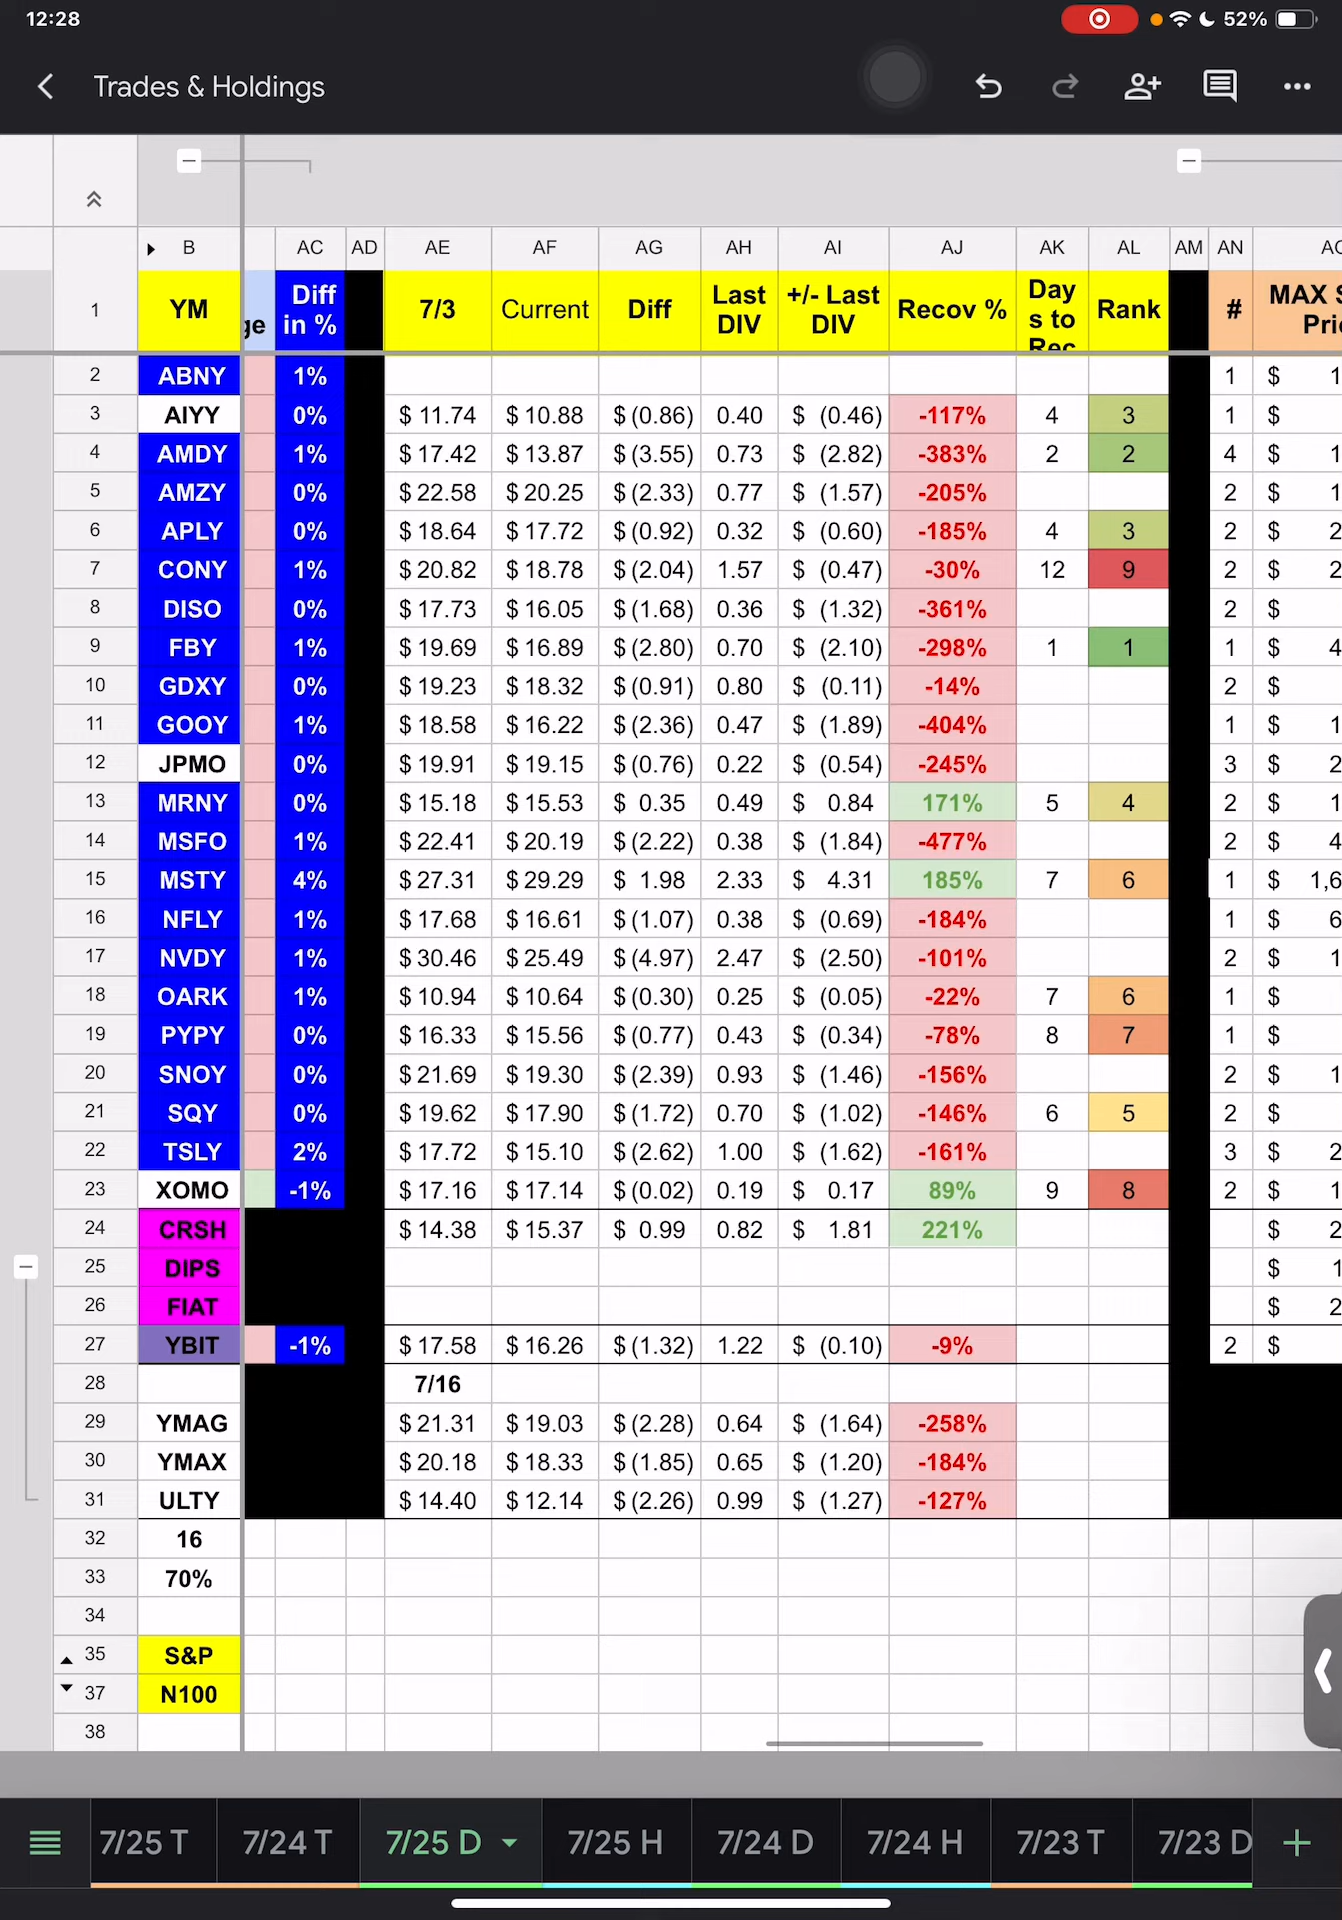 12:28 52%
Trades & Holdings
B AC AD AE AF AG AH AI AJ AK AL AM AN
1 YM ge Diff in % 7/3 Current Diff Last DIV +/- Last DIV Recov % Day s to Rec Rank # MAX $ Pri
2 ABNY 1% 1 $ 1
3 AIYY 0% $ 11.74 $ 10.88 $ (0.86) 0.40 $ (0.46) -117% 4 3 1 $
4 AMDY 1% $ 17.42 $ 13.87 $ (3.55) 0.73 $ (2.82) -383% 2 2 4 $ 1
5 AMZY 0% $ 22.58 $ 20.25 $ (2.33) 0.77 $ (1.57) -205% 2 $ 1
6 APLY 0% $ 18.64 $ 17.72 $ (0.92) 0.32 $ (0.60) -185% 4 3 2 $ 2
7 CONY 1% $ 20.82 $ 18.78 $ (2.04) 1.57 $ (0.47) -30% 12 9 2 $ 2
8 DISO 0% $ 17.73 $ 16.05 $ (1.68) 0.36 $ (1.32) -361% 2 $
9 FBY 1% $ 19.69 $ 16.89 $ (2.80) 0.70 $ (2.10) -298% 1 1 1 $ 4
10 GDXY 0% $ 19.23 $ 18.32 $ (0.91) 0.80 $ (0.11) -14% 2 $
11 GOOY 1% $ 18.58 $ 16.22 $ (2.36) 0.47 $ (1.89) -404% 1 $ 1
12 JPMO 0% $ 19.91 $ 19.15 $ (0.76) 0.22 $ (0.54) -245% 3 $ 2
13 MRNY 0% $ 15.18 $ 15.53 $ 0.35 0.49 $ 0.84 171% 5 4 2 $ 1
14 MSFO 1% $ 22.41 $ 20.19 $ (2.22) 0.38 $ (1.84) -477% 2 $ 4
15 MSTY 4% $ 27.31 $ 29.29 $ 1.98 2.33 $ 4.31 185% 7 6 1 $ 1,6
16 NFLY 1% $ 17.68 $ 16.61 $ (1.07) 0.38 $ (0.69) -184% 1 $ 6
17 NVDY 1% $ 30.46 $ 25.49 $ (4.97) 2.47 $ (2.50) -101% 2 $ 1
18 OARK 1% $ 10.94 $ 10.64 $ (0.30) 0.25 $ (0.05) -22% 7 6 1 $
19 PYPY 0% $ 16.33 $ 15.56 $ (0.77) 0.43 $ (0.34) -78% 8 7 1 $
20 SNOY 0% $ 21.69 $ 19.30 $ (2.39) 0.93 $ (1.46) -156% 2 $ 1
21 SQY 0% $ 19.62 $ 17.90 $ (1.72) 0.70 $ (1.02) -146% 6 5 2 $
22 TSLY 2% $ 17.72 $ 15.10 $ (2.62) 1.00 $ (1.62) -161% 3 $ 2
23 XOMO -1% $ 17.16 $ 17.14 $ (0.02) 0.19 $ 0.17 89% 9 8 2 $ 1
24 CRSH $ 14.38 $ 15.37 $ 0.99 0.82 $ 1.81 221% $ 2
25 DIPS $ 1
26 FIAT $ 2
27 YBIT -1% $ 17.58 $ 16.26 $ (1.32) 1.22 $ (0.10) -9% 2 $
28 7/16
29 YMAG $ 21.31 $ 19.03 $ (2.28) 0.64 $ (1.64) -258%
30 YMAX $ 20.18 $ 18.33 $ (1.85) 0.65 $ (1.20) -184%
31 ULTY $ 14.40 $ 12.14 $ (2.26) 0.99 $ (1.27) -127%
32 16
33 70%
34
35 S&P
37 N100
38
7/25 T 7/24 T 7/25 D 7/25 H 7/24 D 7/24 H 7/23 T 7/23 D